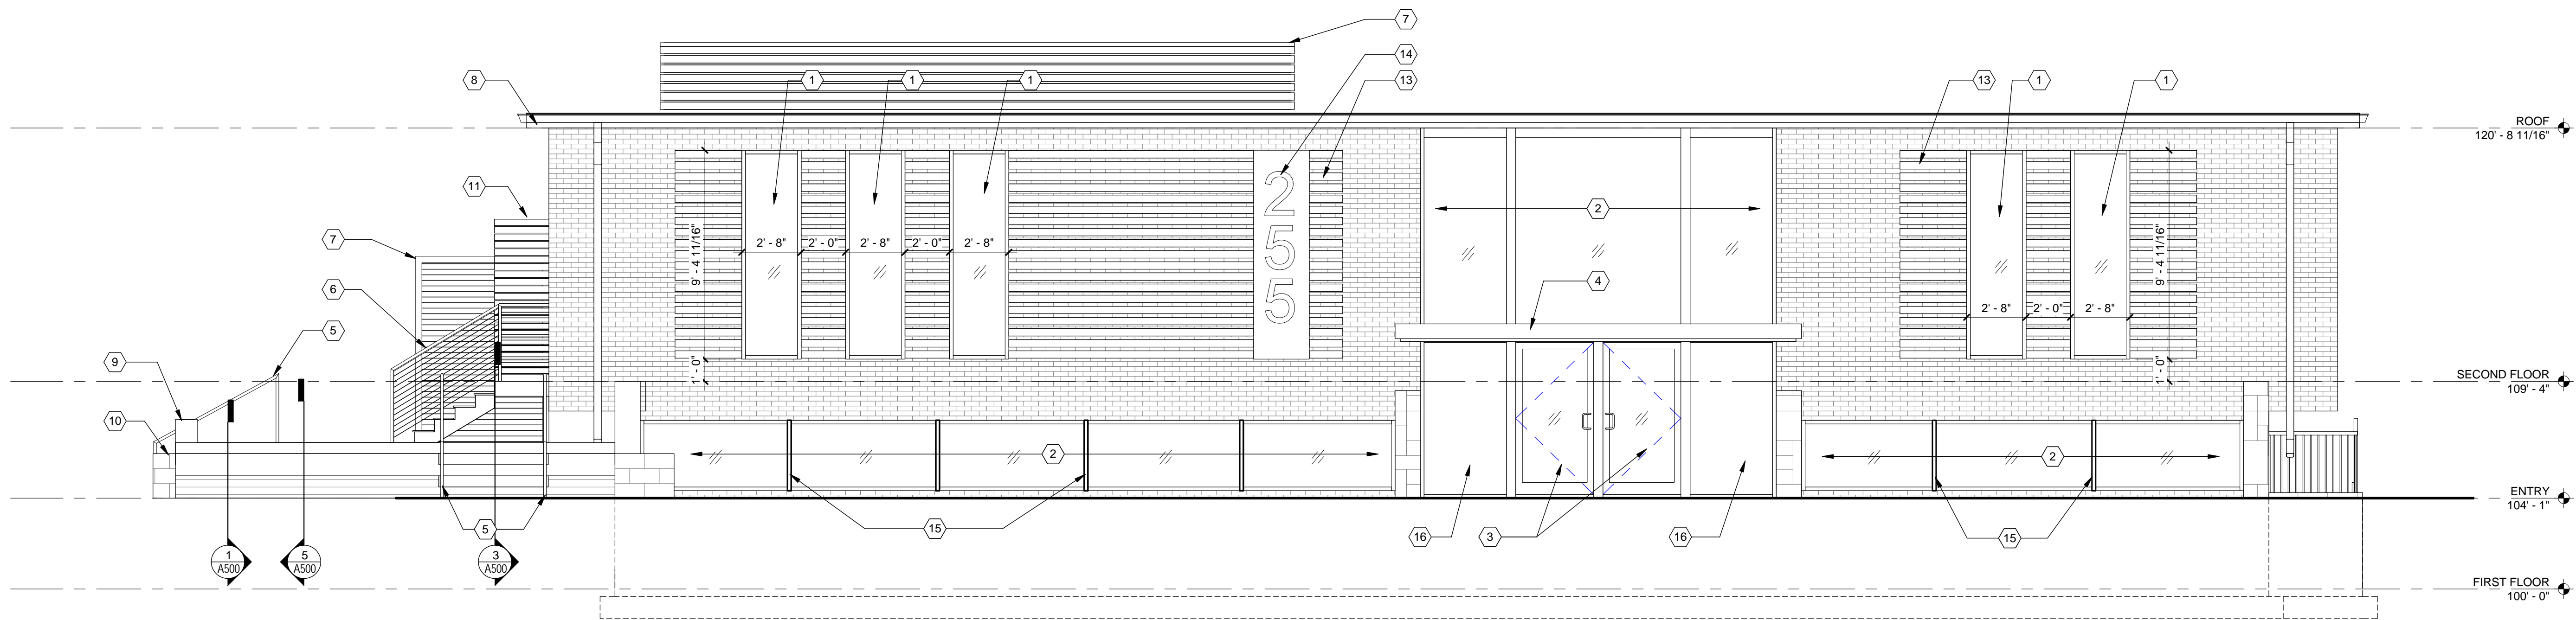 7
14
8
1
1
1
13
13
1
1
ROOF
120' - 8 11/16"
11
2
5
5
2
7
9' - 4 11/16"
2' - 8"
2' - 0"
2' - 8"
2' - 0"
2' - 8"
9' - 4 11/16"
6
4
2' - 8"
2' - 0"
2' - 8"
5
9
1' - 0"
1' - 0"
SECOND FLOOR
109' - 4"
10
2
2
ENTRY
104' - 1"
5
15
16
3
16
15
1
A500
5
A500
3
A500
FIRST FLOOR
100' - 0"